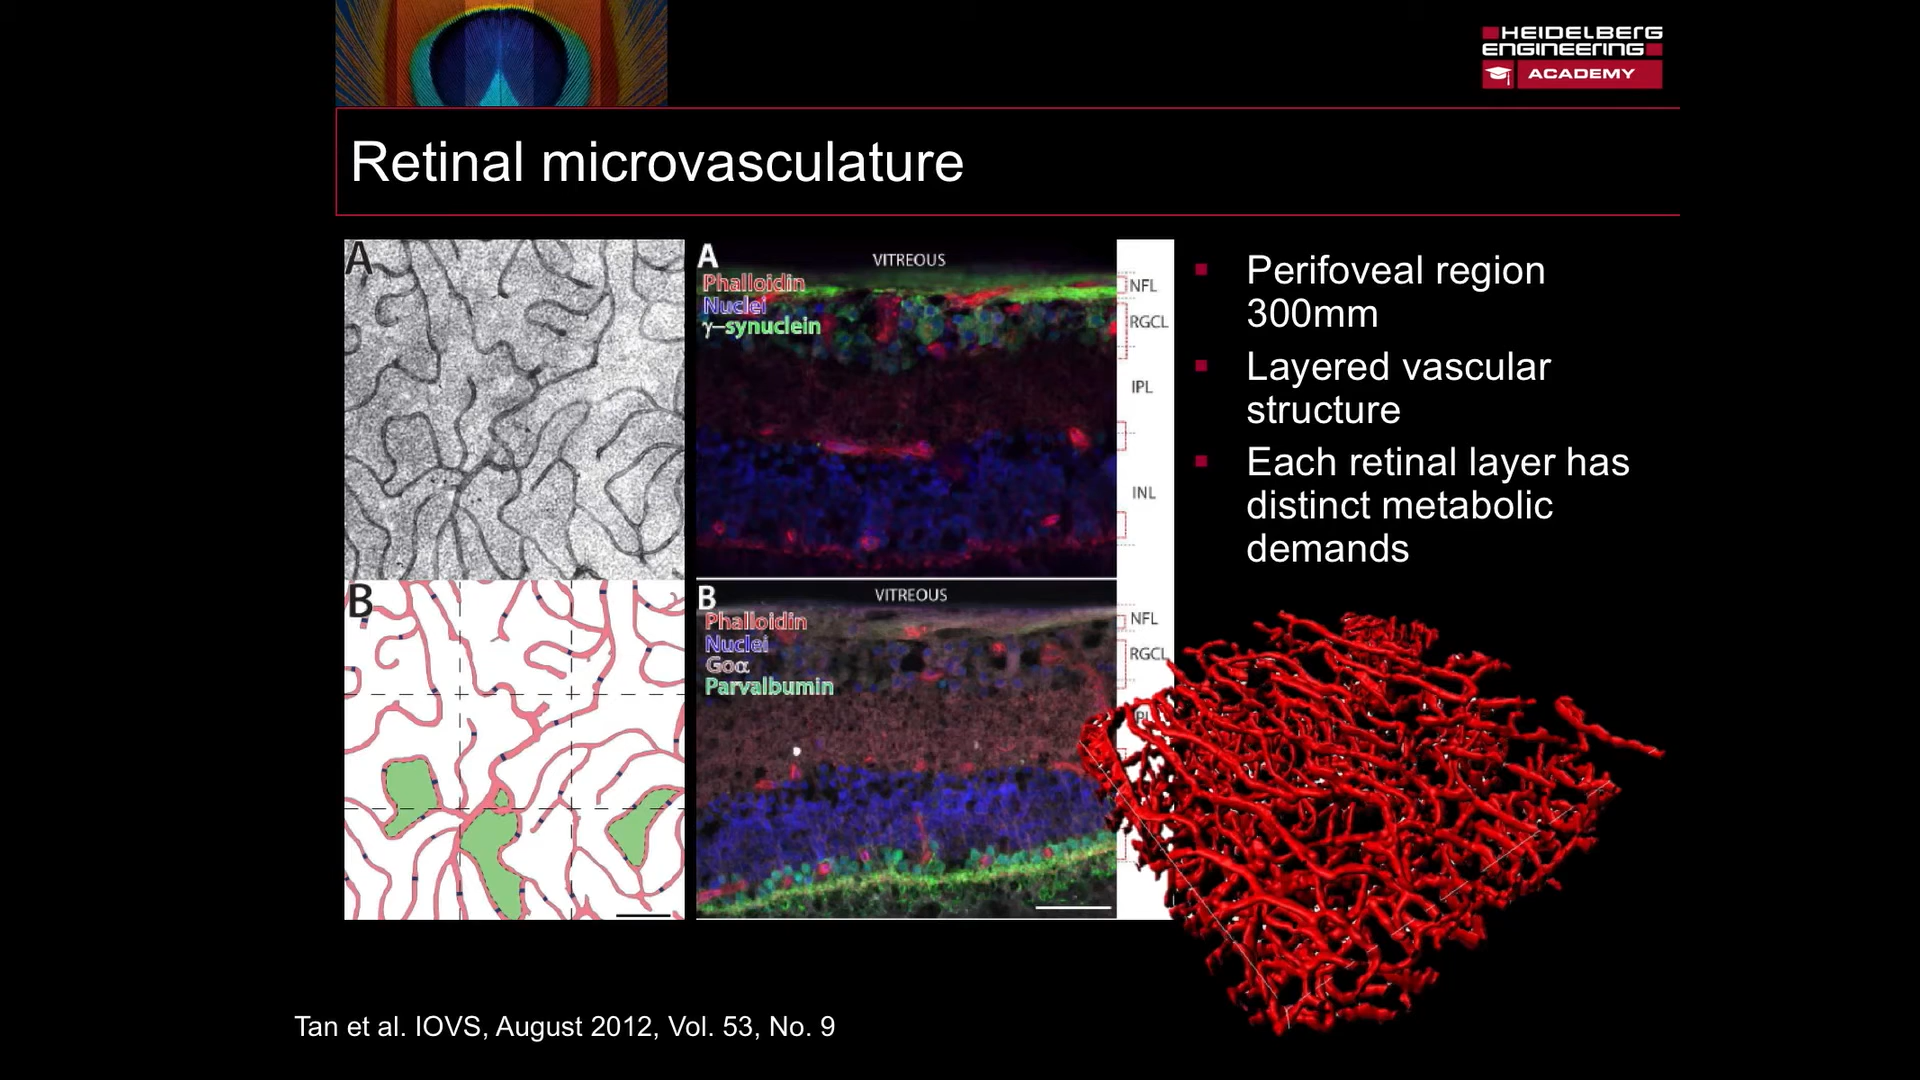 HEIDELBERG
ENGINEERING
ACADEMY
Retinal microvasculature
A
B
A
VITREOUS
Phalloidin
Nuclei
γ–synuclein
NFL
RGCL
IPL
INL
B
VITREOUS
Phalloidin
Nuclei
Goα
Parvalbumin
NFL
RGCL
Perifoveal region
300mm
Layered vascular
structure
Each retinal layer has
distinct metabolic
demands
Tan et al. IOVS, August 2012, Vol. 53, No. 9